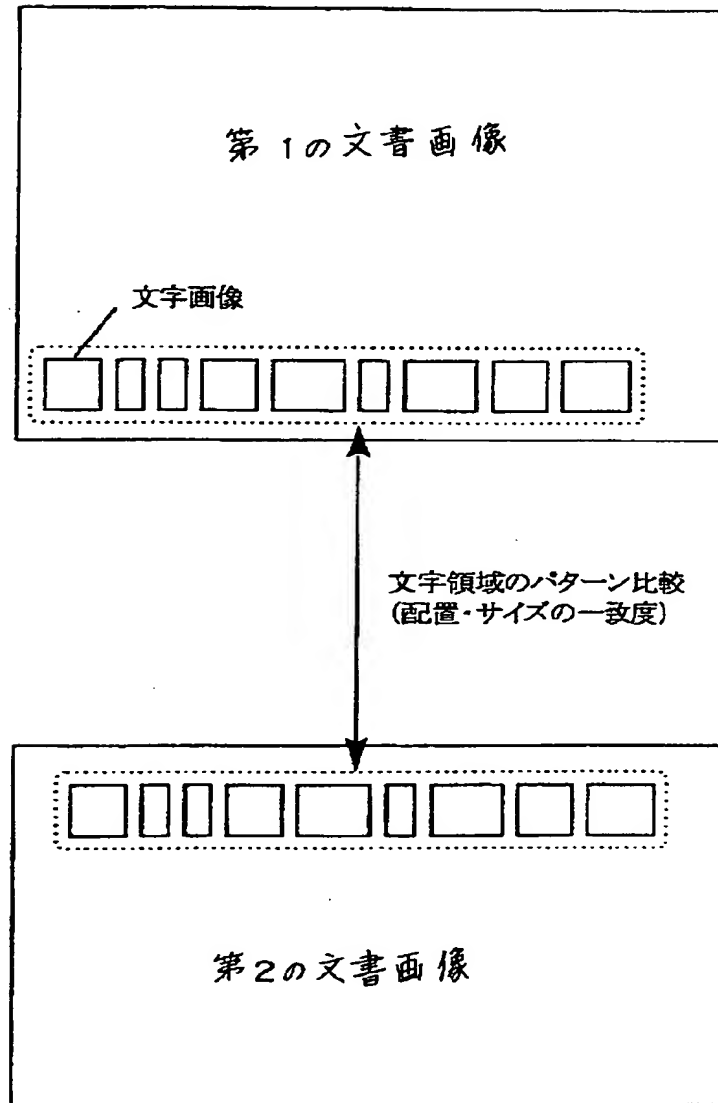 第1の文書画像
文字画像
文字領域のパターン比較
(配置・サイズの一致度)
第2の文書画像